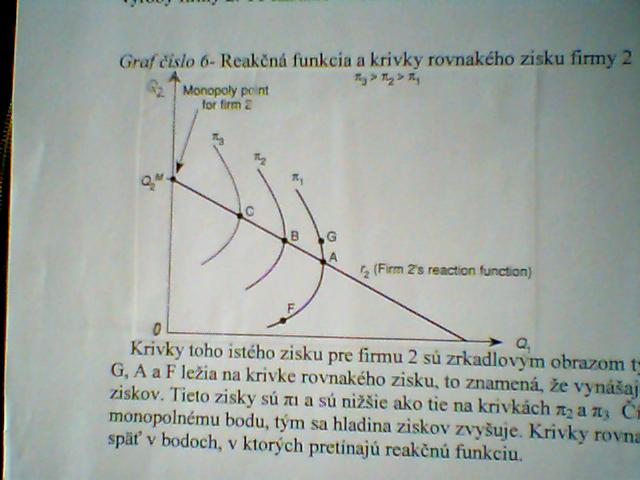 výroby firmy 2.
Graf číslo 6- Reakčná funkcia a krivky rovnakého zisku firmy 2
π3 > π2 > π1
Q2
Monopoly point
for firm 2
π3
π2
π1
Q2M
C
B
G
A
r2 (Firm 2's reaction function)
F
0
Q1
Krivky toho istého zisku pre firmu 2 sú zrkadlovým obrazom
G, A a F ležia na krivke rovnakého zisku, to znamená, že vynášaj
ziskov. Tieto zisky sú π1 a sú nižšie ako tie na krivkách π2 a π3
monopolnému bodu, tým sa hladina ziskov zvyšuje. Krivky rovna
späť v bodoch, v ktorých pretínajú reakčnú funkciu.